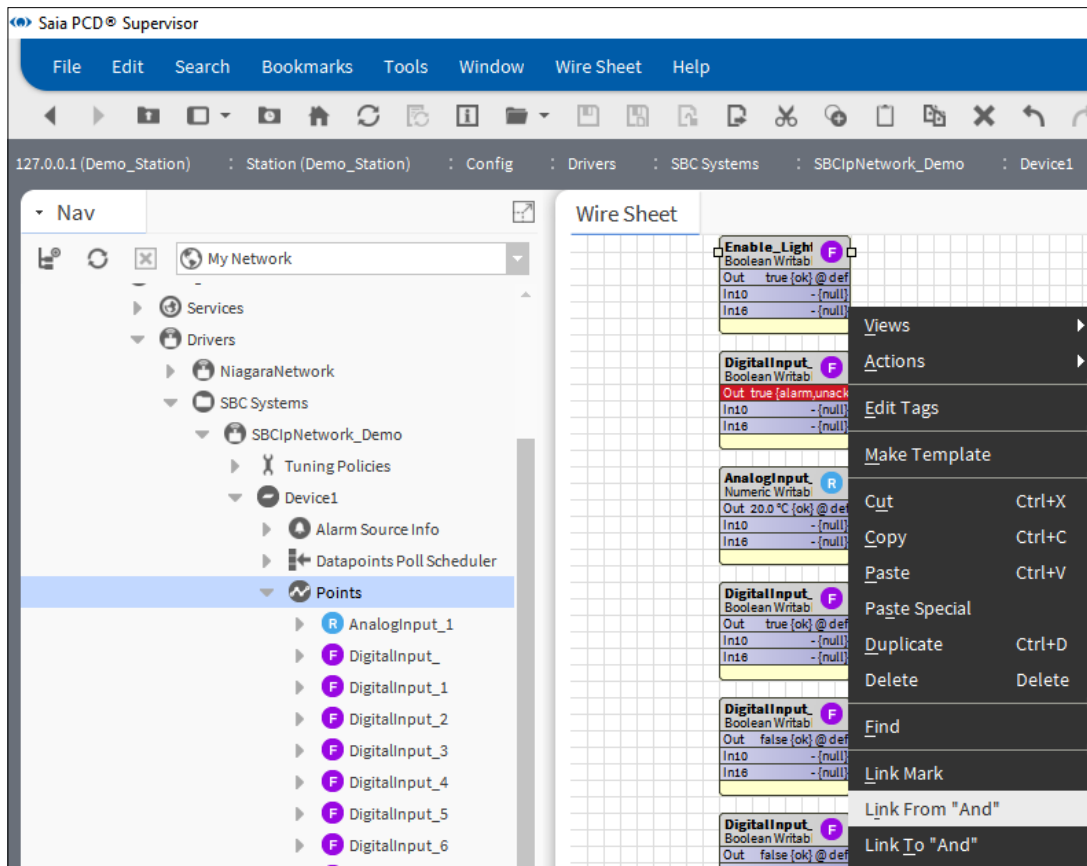 Saia PCD® Supervisor
File Edit Search Bookmarks Tools Window Wire Sheet Help
127.0.0.1 (Demo_Station) : Station (Demo_Station) : Config : Drivers : SBC Systems : SBCIpNetwork_Demo : Device1
Nav
My Network
Services
Drivers
NiagaraNetwork
SBC Systems
SBCIpNetwork_Demo
Tuning Policies
Device1
Alarm Source Info
Datapoints Poll Scheduler
Points
R AnalogInput_1
F DigitalInput_
F DigitalInput_1
F DigitalInput_2
F DigitalInput_3
F DigitalInput_4
F DigitalInput_5
F DigitalInput_6
Wire Sheet
Enable_Light F
Boolean Writabl
Out true {ok} @ def
In10 - {null}
In16 - {null}
DigitalInput_ F
Boolean Writabl
Out true {alarm,unack
In10 - {null}
In16 - {null}
AnalogInput_ R
Numeric Writabl
Out 20.0 °C {ok} @ def
In10 - {null}
In16 - {null}
DigitalInput_ F
Boolean Writabl
Out true {ok} @ def
In10 - {null}
In16 - {null}
DigitalInput_ F
Boolean Writabl
Out false {ok} @ def
In10 - {null}
In16 - {null}
DigitalInput_ F
Boolean Writabl
Out false {ok} @ def
Views
Actions
Edit Tags
Make Template
Cut Ctrl+X
Copy Ctrl+C
Paste Ctrl+V
Paste Special
Duplicate Ctrl+D
Delete Delete
Find
Link Mark
Link From "And"
Link To "And"